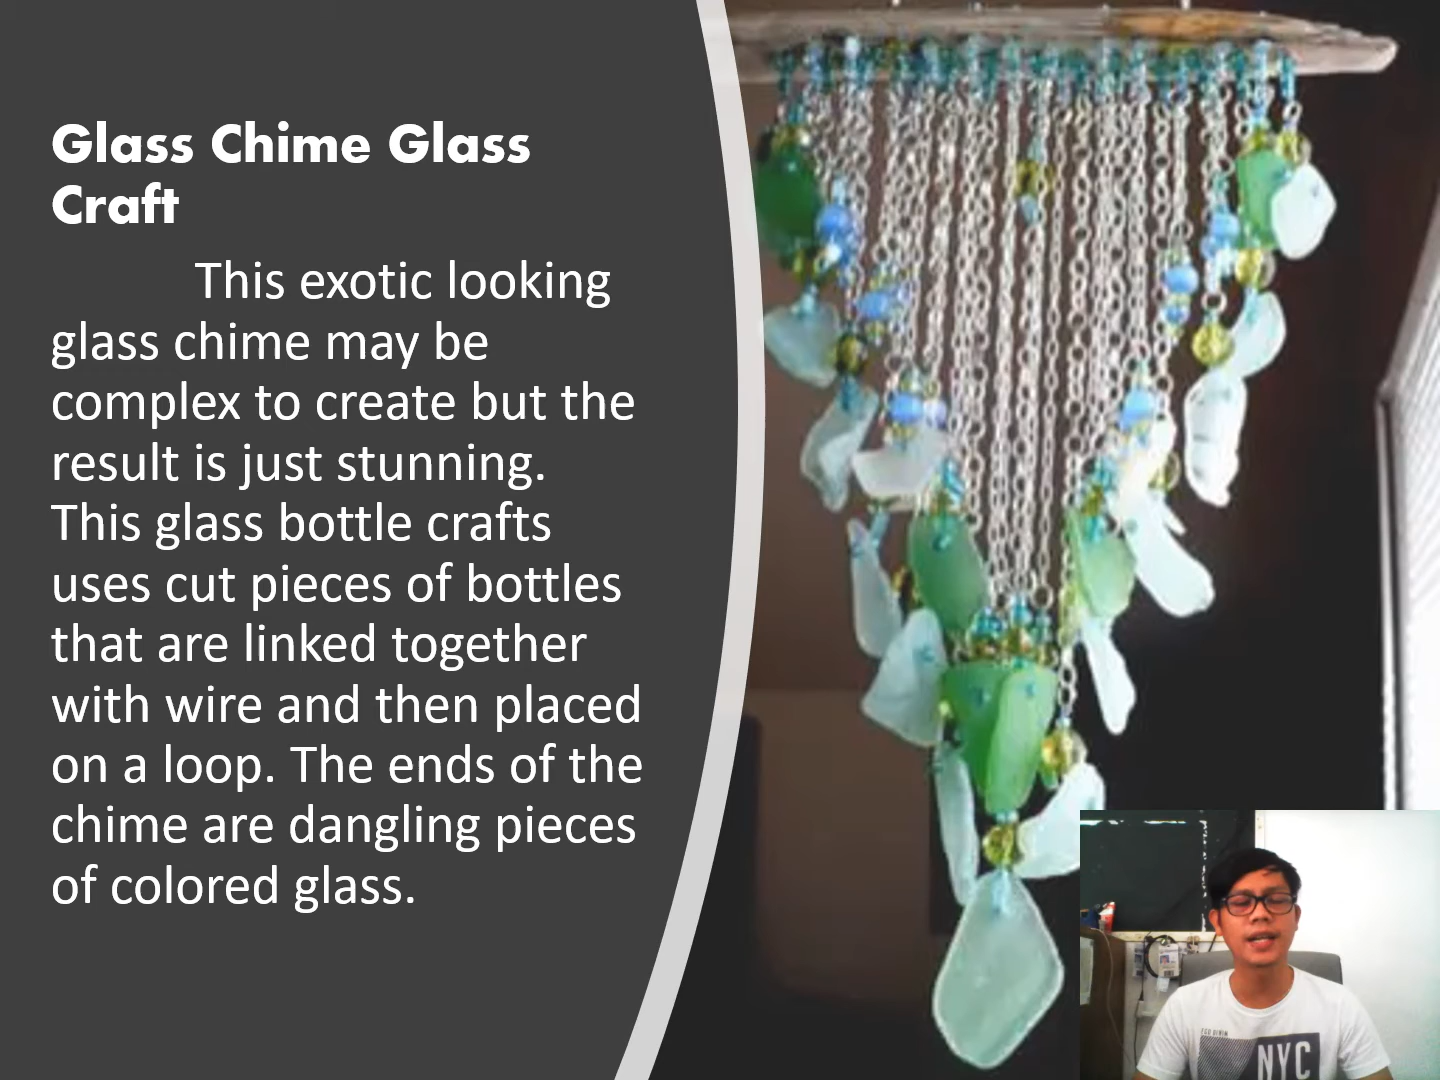 Glass Chime Glass
Craft
This exotic looking
glass chime may be
complex to create but the
result is just stunning.
This glass bottle crafts
uses cut pieces of bottles
that are linked together
with wire and then placed
on a loop. The ends of the
chime are dangling pieces
of colored glass.
NYC